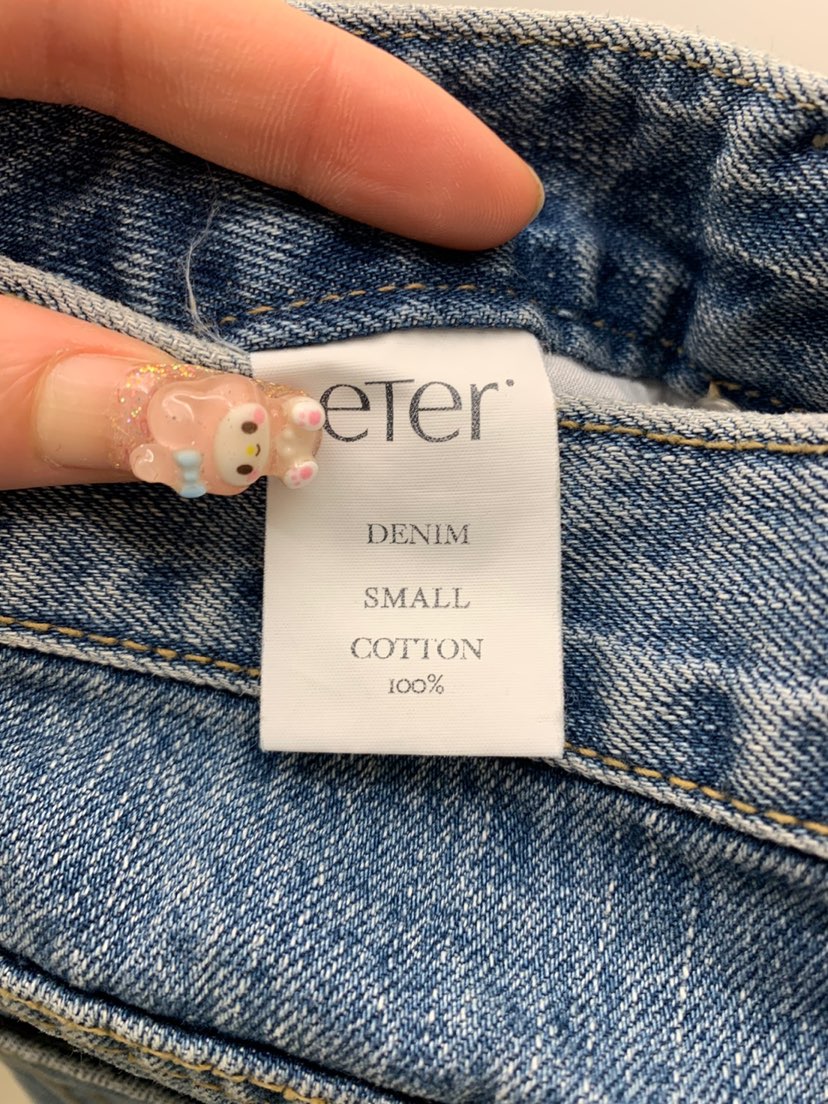 eTer
DENIM
SMALL
COTTON
100%